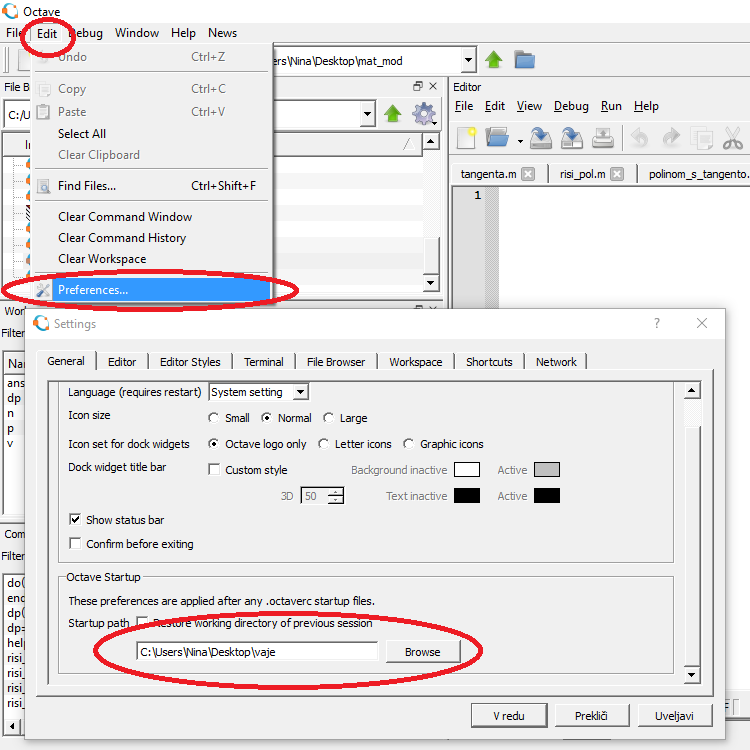 Octave
File Edit Debug Window Help News
Undo Ctrl+Z
Copy Ctrl+C
Paste Ctrl+V
Select All
Clear Clipboard
Find Files... Ctrl+Shift+F
Clear Command Window
Clear Command History
Clear Workspace
Preferences...
ers\Nina\Desktop\mat_mod
File B
C:/U
Editor
File Edit View Debug Run Help
tangenta.m risi_pol.m polinom_s_tangento.
1
Wor
Filter
Nam
ans
dp
n
p
v
Com
Filter
do(
end
dp(
dp=
help
risi_
risi_
risi_
risi_
Settings
?
General Editor Editor Styles Terminal File Browser Workspace Shortcuts Network
Language (requires restart) System setting
Icon size Small Normal Large
Icon set for dock widgets Octave logo only Letter icons Graphic icons
Dock widget title bar Custom style Background inactive Active
3D 50 Text inactive Active
Show status bar
Confirm before exiting
Octave Startup
These preferences are applied after any .octaverc startup files.
Startup path Restore working directory of previous session
C:\Users\Nina\Desktop\vaje Browse
V redu Prekliči Uveljavi